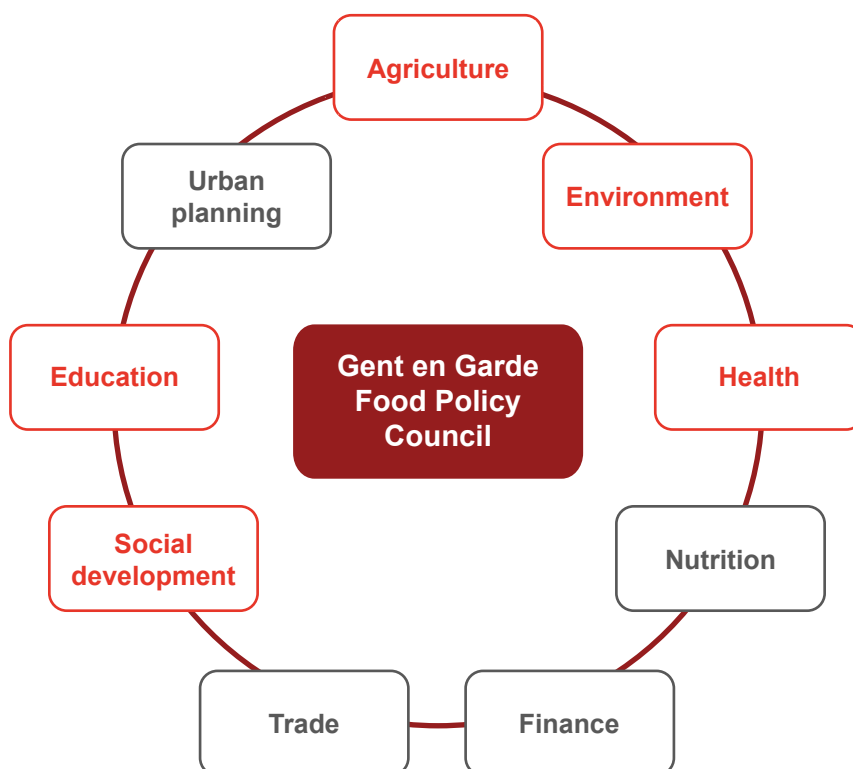 Agriculture
Urban
planning
Environment
Education
Gent en Garde
Food Policy
Council
Health
Social
development
Nutrition
Trade
Finance